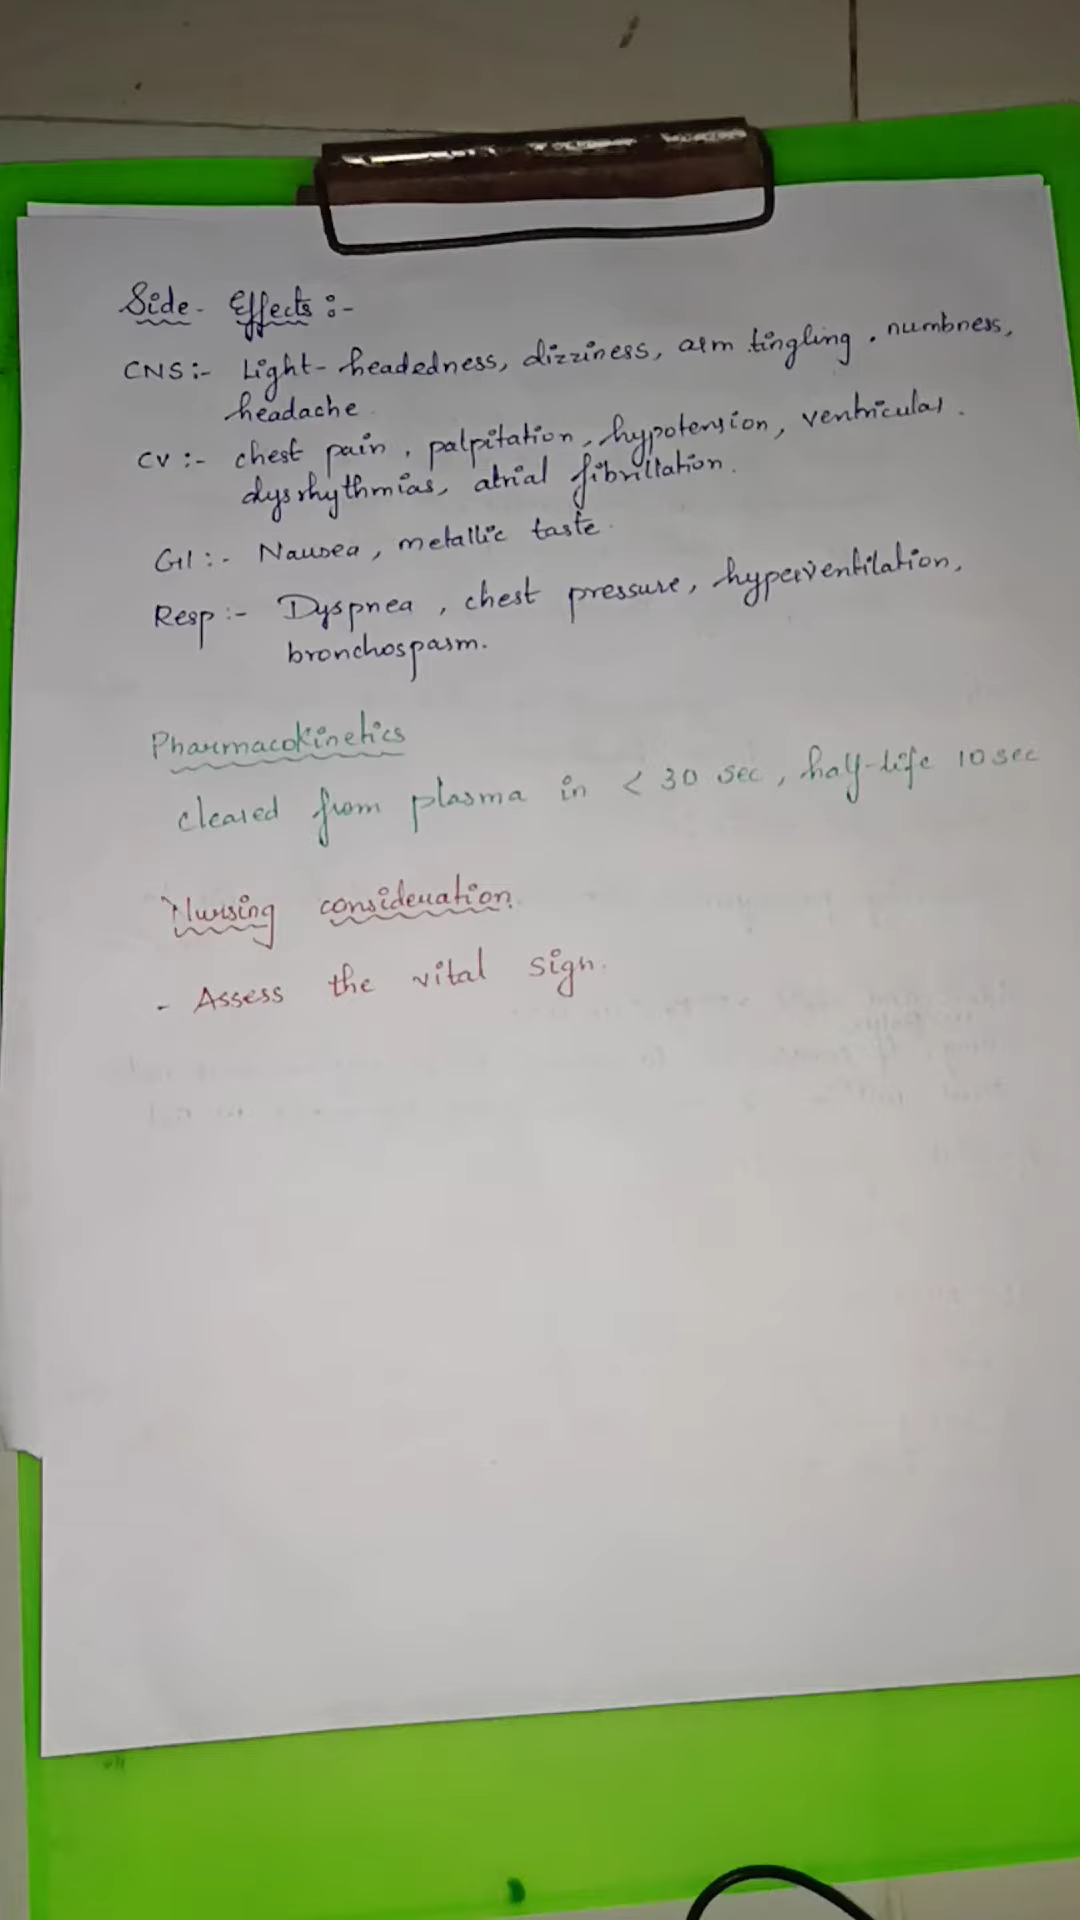 Side- Effects :-
CNS:- Light-headedness, dizziness, arm tingling, numbness,
headache.
CV :- chest pain, palpitation, hypotension, ventricular.
dysrhythmias, atrial fibrillation.
GI :- Nausea, metallic taste.
Resp :- Dyspnea, chest pressure, hyperventilation,
bronchospasm.
Pharmacokinetics
cleared from plasma in < 30 sec, half-life 10 sec
Nursing consideration.
- Assess the vital sign.